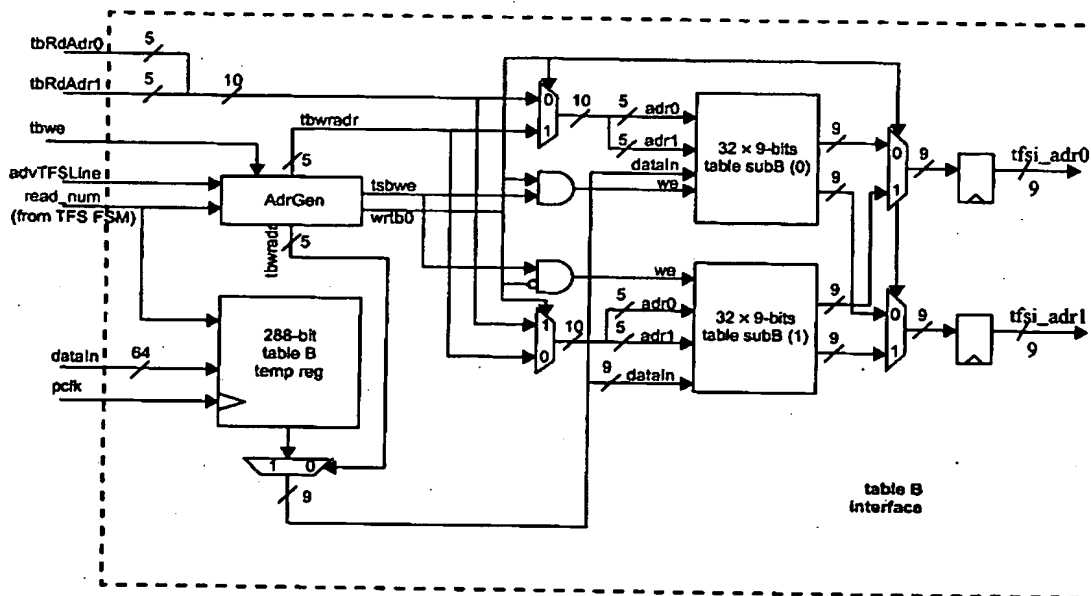 tbRdAdr0
5
tbRdAdr1
5
10
tbwe
tbwradr
5
advTFSLine
read_num
(from TFS FSM)
AdrGen
tsbwe
wrtb0
tbwradr
5
0
1
10
5
adr0
5
adr1
dataIn
we
32 × 9-bits
table subB (0)
9
9
0
1
9
tfsi_adr0
9
we
5
adr0
5
adr1
9
dataIn
1
0
10
32 × 9-bits
table subB (1)
9
9
0
1
9
tfsi_adr1
9
dataIn
64
pclk
288-bit
table B
temp reg
1 0
9
table B
interface